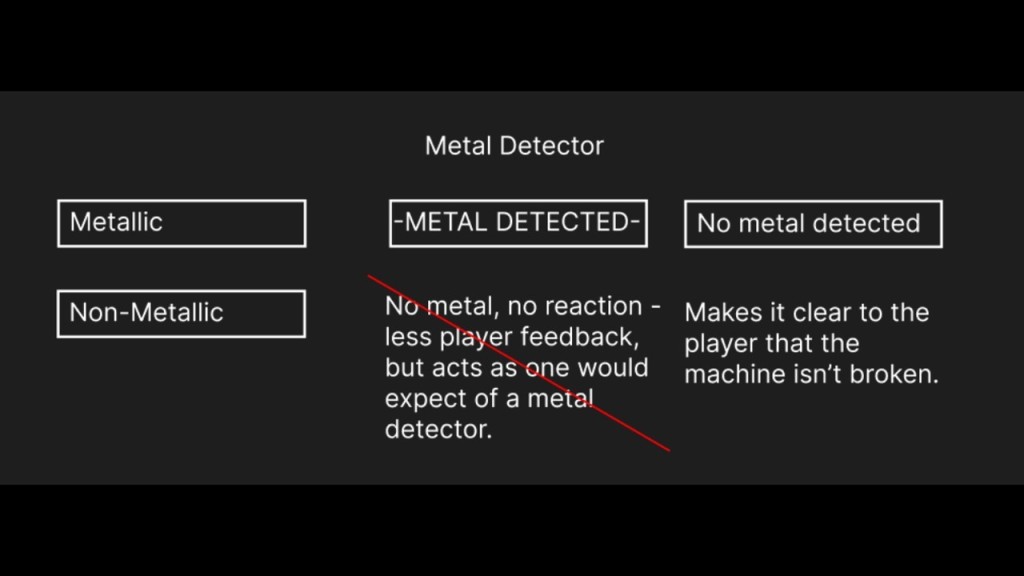 Metal Detector
Metallic
-METAL DETECTED-
No metal detected
Non-Metallic
No metal, no reaction -
less player feedback,
but acts as one would
expect of a metal
detector.
Makes it clear to the
player that the
machine isn't broken.